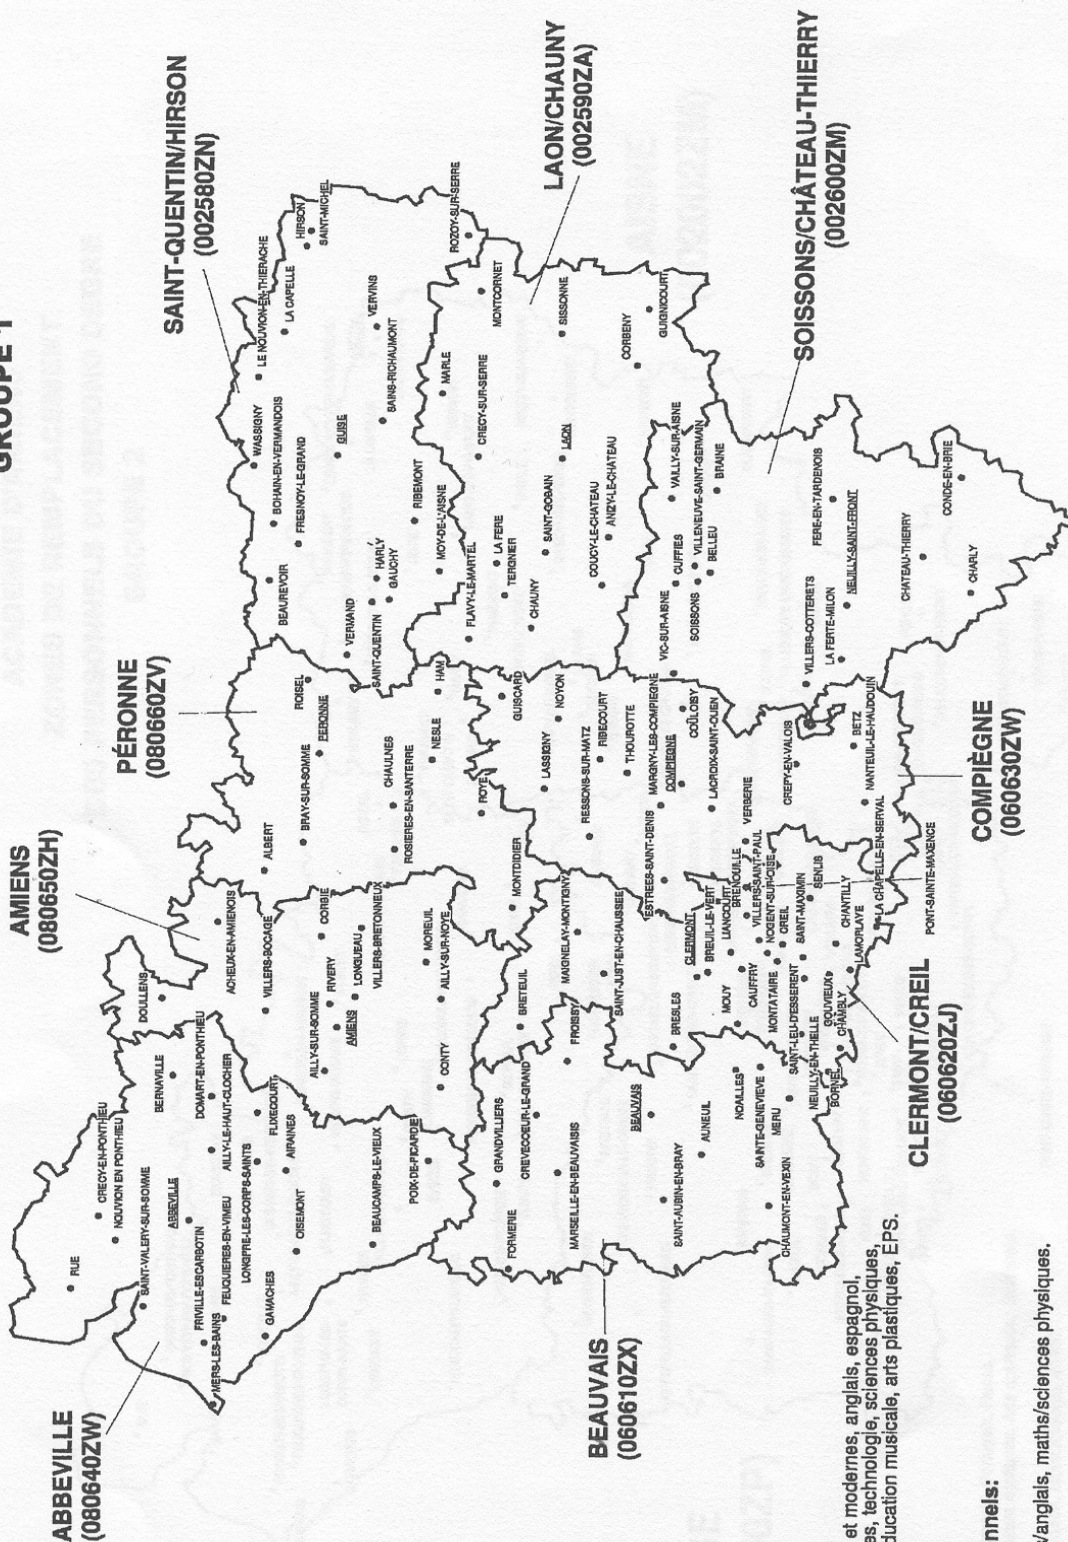 GROUPE 1
ABBEVILLE
(080640ZW)
AMIENS
(080650ZH)
PÉRONNE
(080660ZV)
SAINT-QUENTIN/HIRSON
(002580ZN)
LAON/CHAUNY
(002590ZA)
SOISSONS/CHÂTEAU-THIERRY
(002600ZM)
COMPIÈGNE
(060630ZW)
CLERMONT/CREIL
(060620ZJ)
BEAUVAIS
(060610ZX)
RUE
CRECY-EN-PONTHIEU
NOUVION EN PONTHIEU
SAINT-VALERY-SUR-SOMME
ABBEVILLE
FRIVILLE-ESCARBOTIN
MERS-LES-BAINS
FEUQUIERES-EN-VIMEU
LONGPRE-LES-CORPS-SAINTS
GAMACHES
OISEMONT
AIRAINES
BEAUCAMPS-LE-VIEUX
POIX-DE-PICARDIE
AILLY-LE-HAUT-CLOCHER
FLIXECOURT
DOMART-EN-PONTHIEU
BERNAVILLE
DOULLENS
ACHEUX-EN-AMIENOIS
VILLERS-BOCAGE
AILLY-SUR-SOMME
AMIENS
RIVERY
LONGUEAU
CORBIE
VILLERS-BRETONNEUX
MOREUIL
AILLY-SUR-NOYE
CONTY
ALBERT
BRAY-SUR-SOMME
PERONNE
ROISEL
CHAULNES
ROSIERES-EN-SANTERRE
NESLE
HAM
ROYE
MONTDIDIER
VERMAND
SAINT-QUENTIN
GAUCHY
HARLY
BEAUREVOIR
BOHAIN-EN-VERMANDOIS
FRESNOY-LE-GRAND
WASSIGNY
LE NOUVION-EN-THIERACHE
LA CAPELLE
HIRSON
SAINT-MICHEL
GUISE
VERVINS
SAINS-RICHAUMONT
RIBEMONT
MOY-DE-L'AISNE
FLAVY-LE-MARTEL
ROZOY-SUR-SERRE
MONTCORNET
MARLE
CRECY-SUR-SERRE
SISSONNE
LAON
LA FERE
TERGNIER
SAINT-GOBAIN
CHAUNY
COUCY-LE-CHATEAU
ANIZY-LE-CHATEAU
CORBENY
GUIGNICOURT
VAILLY-SUR-AISNE
VILLENEUVE-SAINT-GERMAIN
BRAINE
CUFFIES
SOISSONS
BELLEU
VIC-SUR-AISNE
VILLERS-COTTERETS
LA FERTE-MILON
NEUILLY-SAINT-FRONT
FERE-EN-TARDENOIS
CHATEAU-THIERRY
CONDE-EN-BRIE
CHARLY
GUISCARD
NOYON
LASSIGNY
RIBECOURT
RESSONS-SUR-MATZ
THOUROTTE
MARGNY-LES-COMPIEGNE
COMPIEGNE
COÛLOISY
LACROIX-SAINT-OUEN
ESTREES-SAINT-DENIS
VERBERIE
CREPY-EN-VALOIS
BETZ
NANTEUIL-LE-HAUDOUIN
LA CHAPELLE-EN-SERVAL
PONT-SAINTE-MAXENCE
SENLIS
CHANTILLY
LAMORLAYE
GOUVIEUX
CHAMBLY
BORNEL
NEUILLY-EN-THELLE
SAINT-LEU-D'ESSERENT
SAINT-MAXIMIN
MONTATAIRE
CREIL
NOGENT-SUR-OISE
VILLERS-SAINT-PAUL
BRENOUILLE
LIANCOURT
CAUFFRY
MOUY
BREUIL-LE-VERT
CLERMONT
BRESLES
SAINT-JUST-EN-CHAUSSEE
MAIGNELAY-MONTIGNY
FROISSY
BRETEUIL
CREVECOEUR-LE-GRAND
GRANDVILLIERS
FORMERIE
MARSEILLE-EN-BEAUVAISIS
BEAUVAIS
SAINT-AUBIN-EN-BRAY
AUNEUIL
NOAILLES
SAINTE-GENEVIEVE
MERU
CHAUMONT-EN-VEXIN
et modernes, anglais, espagnol,
es, technologie, sciences physiques,
ducation musicale, arts plastiques, EPS.
nnels:
s/anglais, maths/sciences physiques.